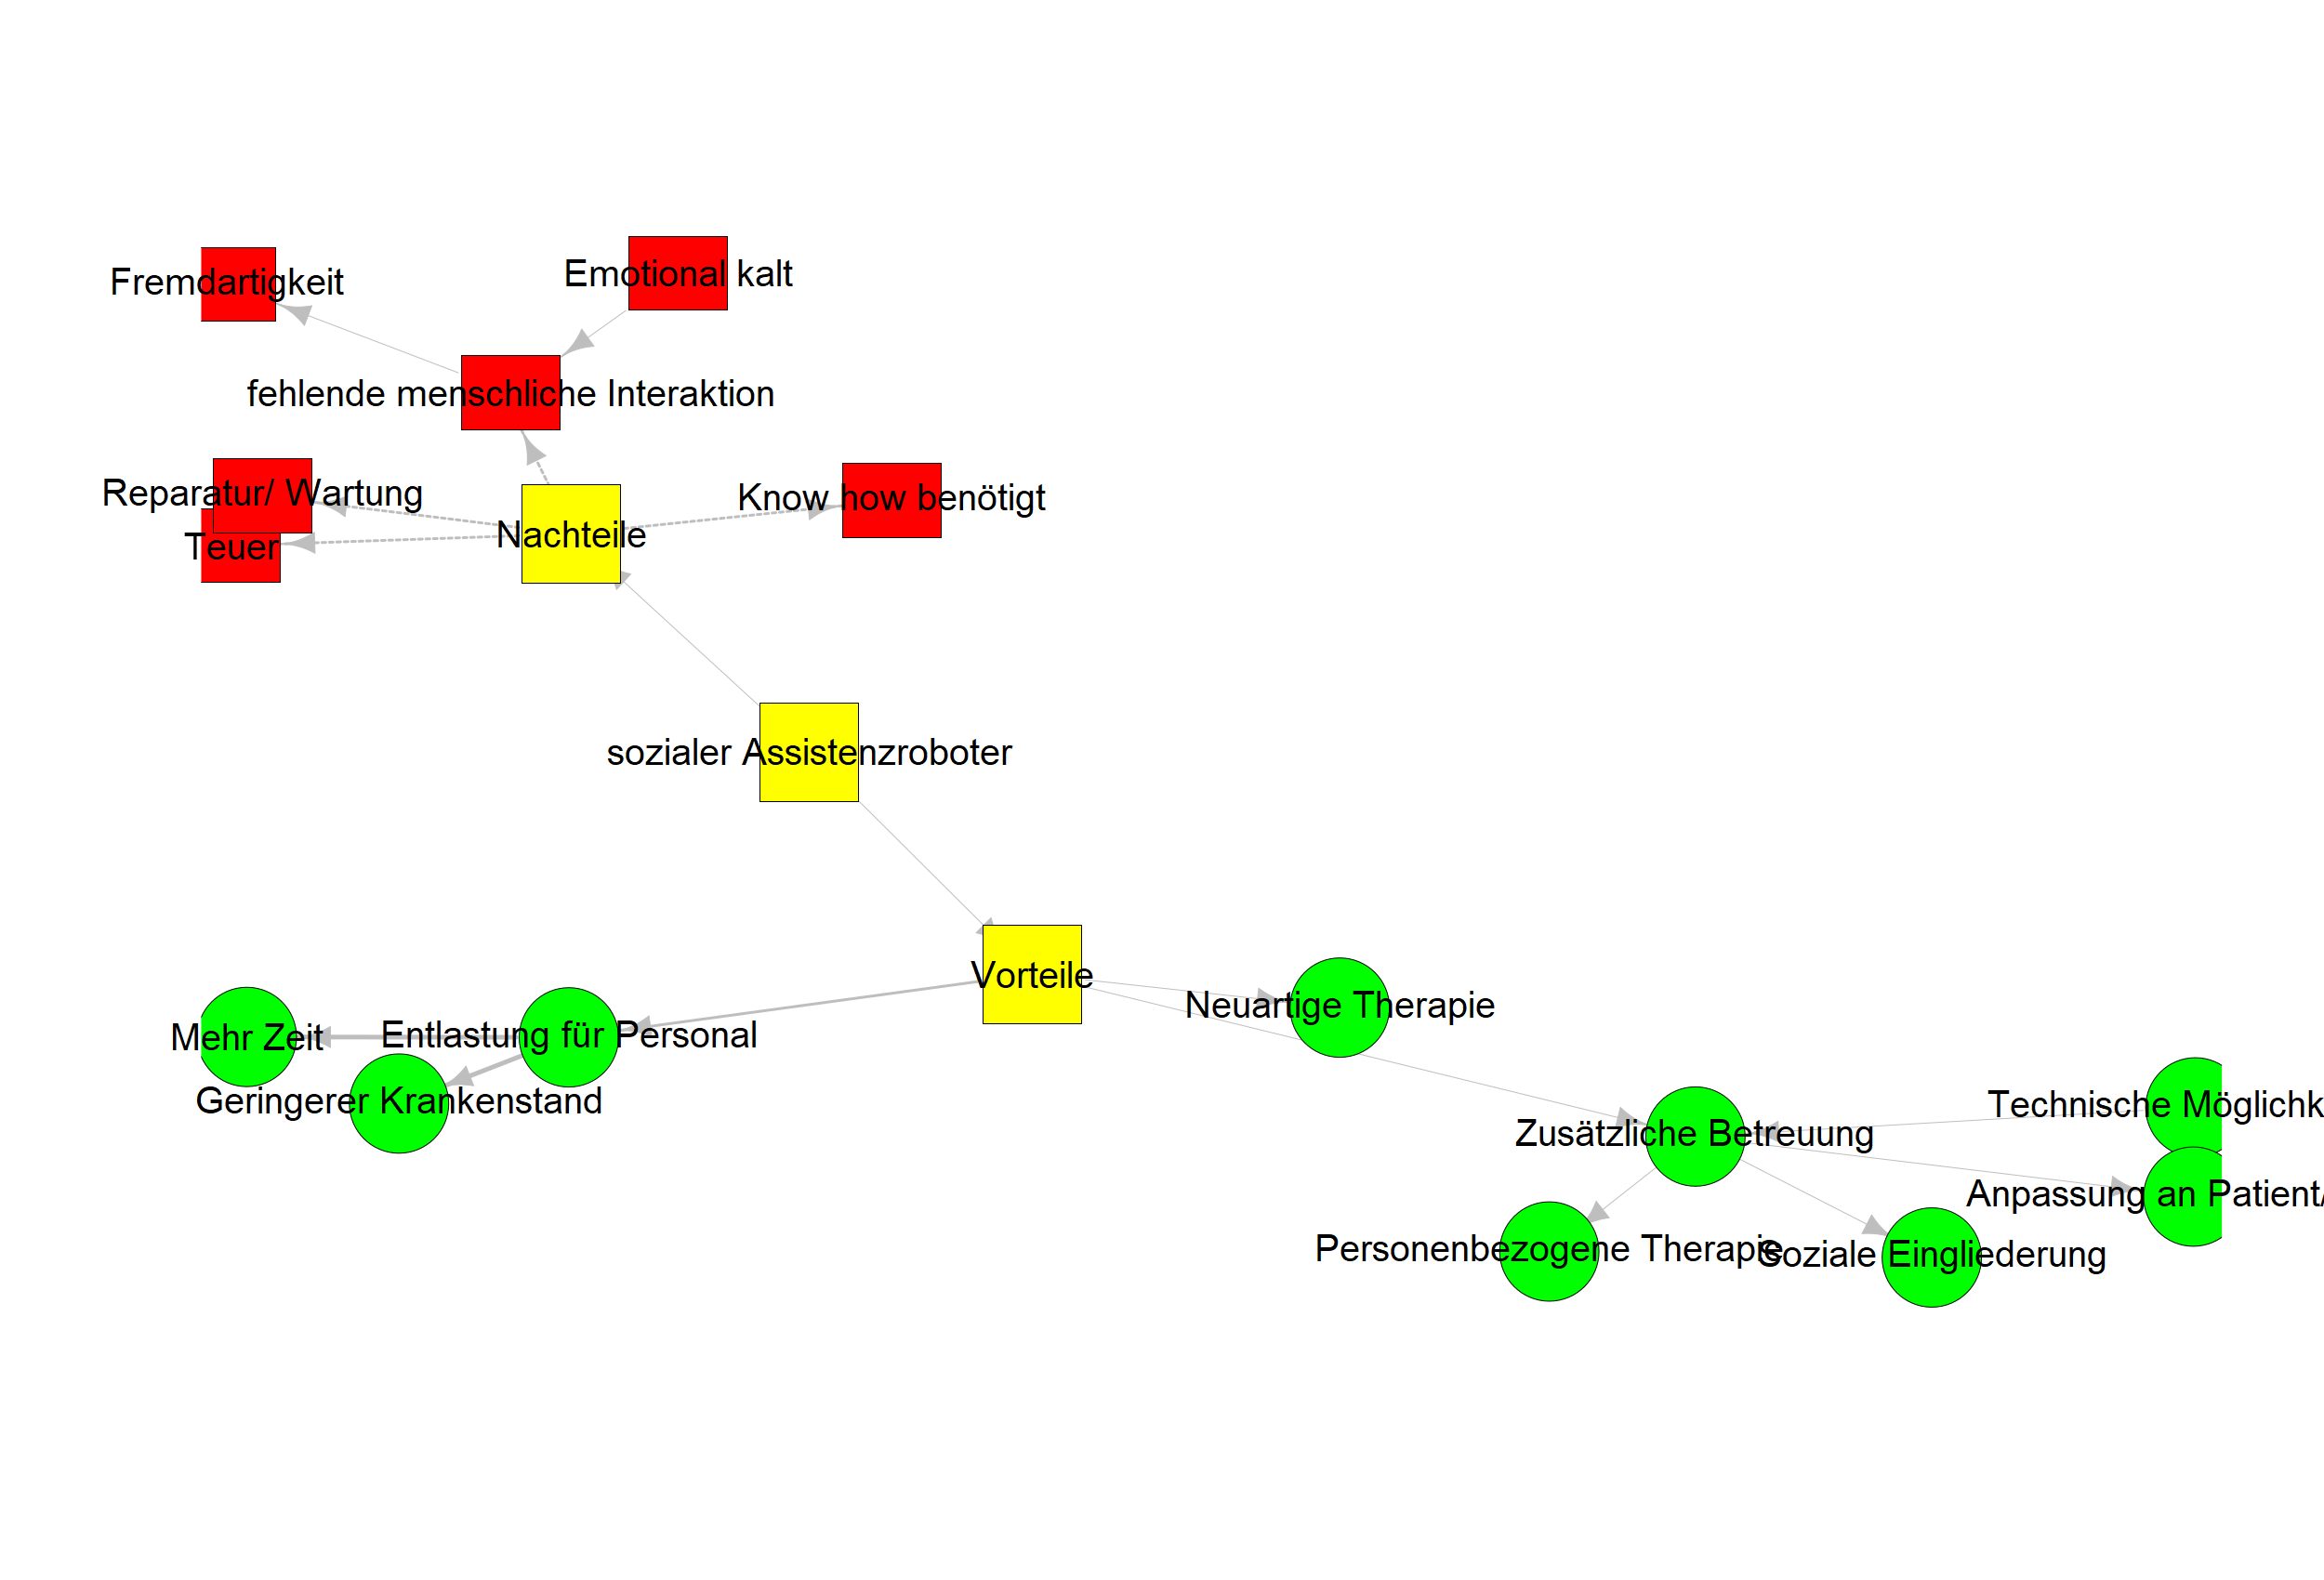 Emotional kalt
Fremdartigkeit
fehlende menschliche Interaktion
Reparatur/ Wartung
Know how benötigt
Teuer
Nachteile
sozialer Assistenzroboter
Vorteile
Neuartige Therapie
Mehr Zeit
Entlastung für Personal
Geringerer Krankenstand
Technische Möglichk
Zusätzliche Betreuung
Anpassung an Patient/
Personenbezogene Therapie
Soziale Eingliederung